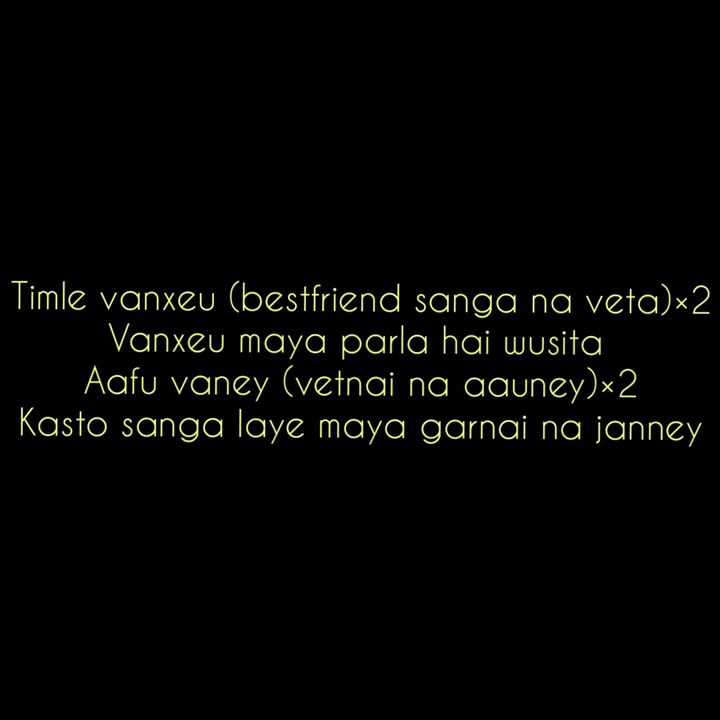 Timle vanxeu (bestfriend sanga na veta)×2
Vanxeu maya parla hai wusita
Aafu vaney (vetnai na aauney)×2
Kasto sanga laye maya garnai na janney